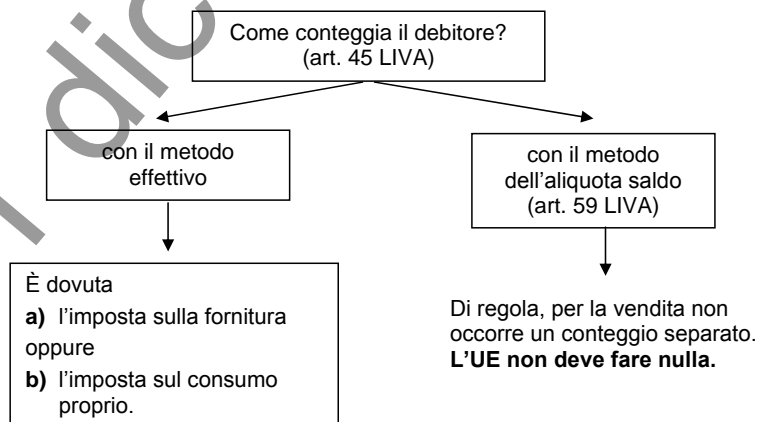 Come conteggia il debitore?
(art. 45 LIVA)
con il metodo
effettivo
con il metodo
dell'aliquota saldo
(art. 59 LIVA)
È dovuta
a) l'imposta sulla fornitura
oppure
b) l'imposta sul consumo
proprio.
Di regola, per la vendita non
occorre un conteggio separato.
L'UE non deve fare nulla.
dic